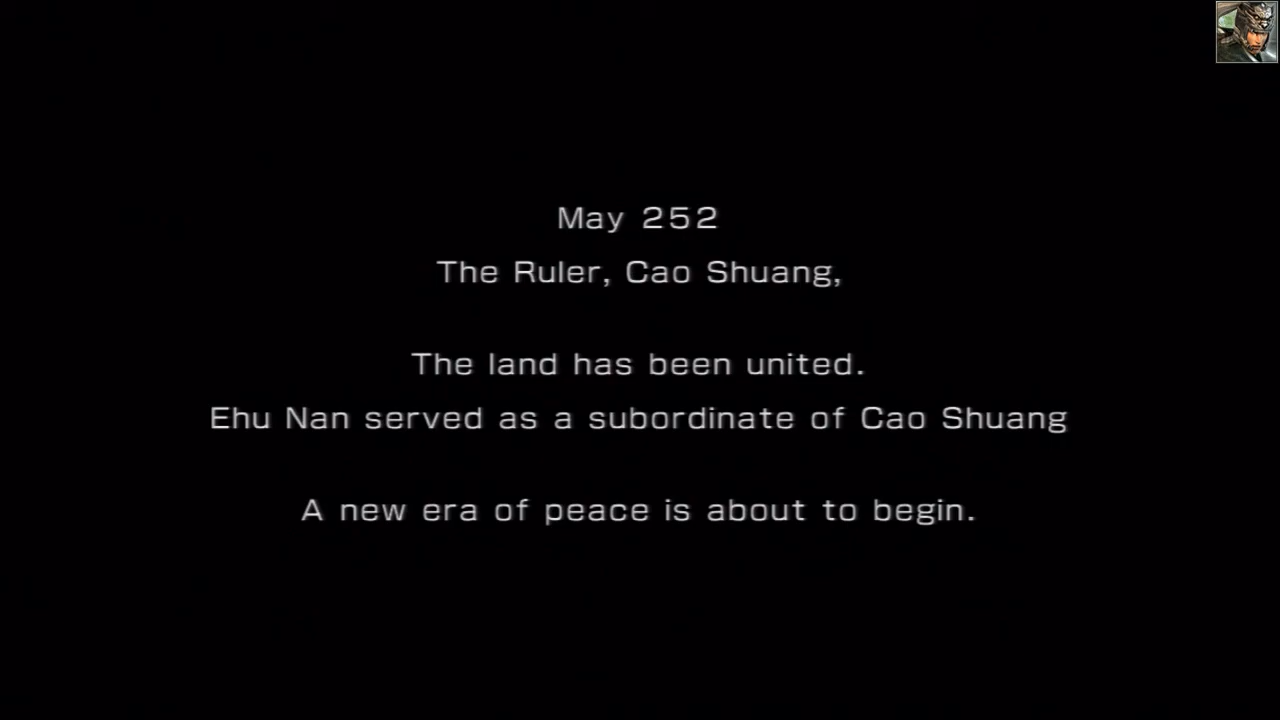 May 252
The Ruler, Cao Shuang,
The land has been united.
Ehu Nan served as a subordinate of Cao Shuang
A new era of peace is about to begin.